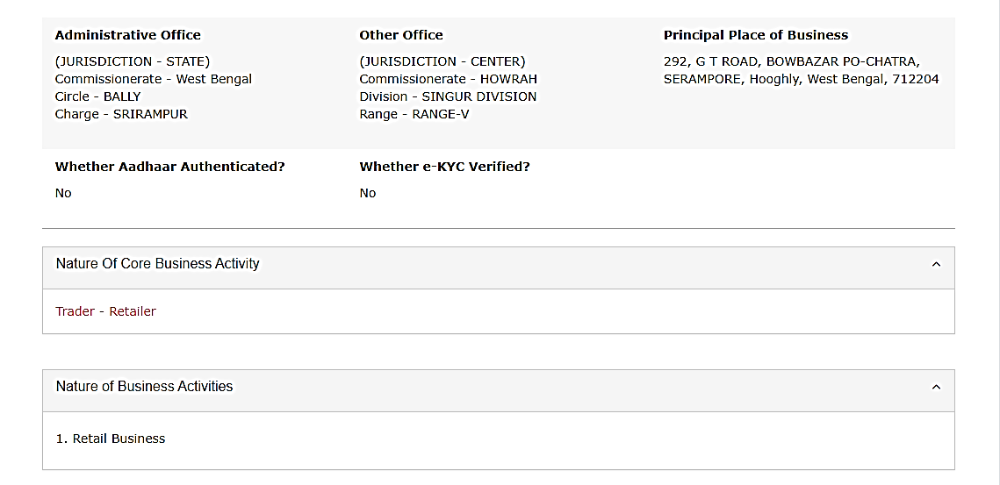 Administrative Office
(JURISDICTION - STATE)
Commissionerate - West Bengal
Circle - BALLY
Charge - SRIRAMPUR
Other Office
(JURISDICTION - CENTER)
Commissionerate - HOWRAH
Division - SINGUR DIVISION
Range - RANGE-V
Principal Place of Business
292, G T ROAD, BOWBAZAR PO-CHATRA,
SERAMPORE, Hooghly, West Bengal, 712204
Whether Aadhaar Authenticated?
No
Whether e-KYC Verified?
No
Nature Of Core Business Activity
Trader - Retailer
Nature of Business Activities
1. Retail Business